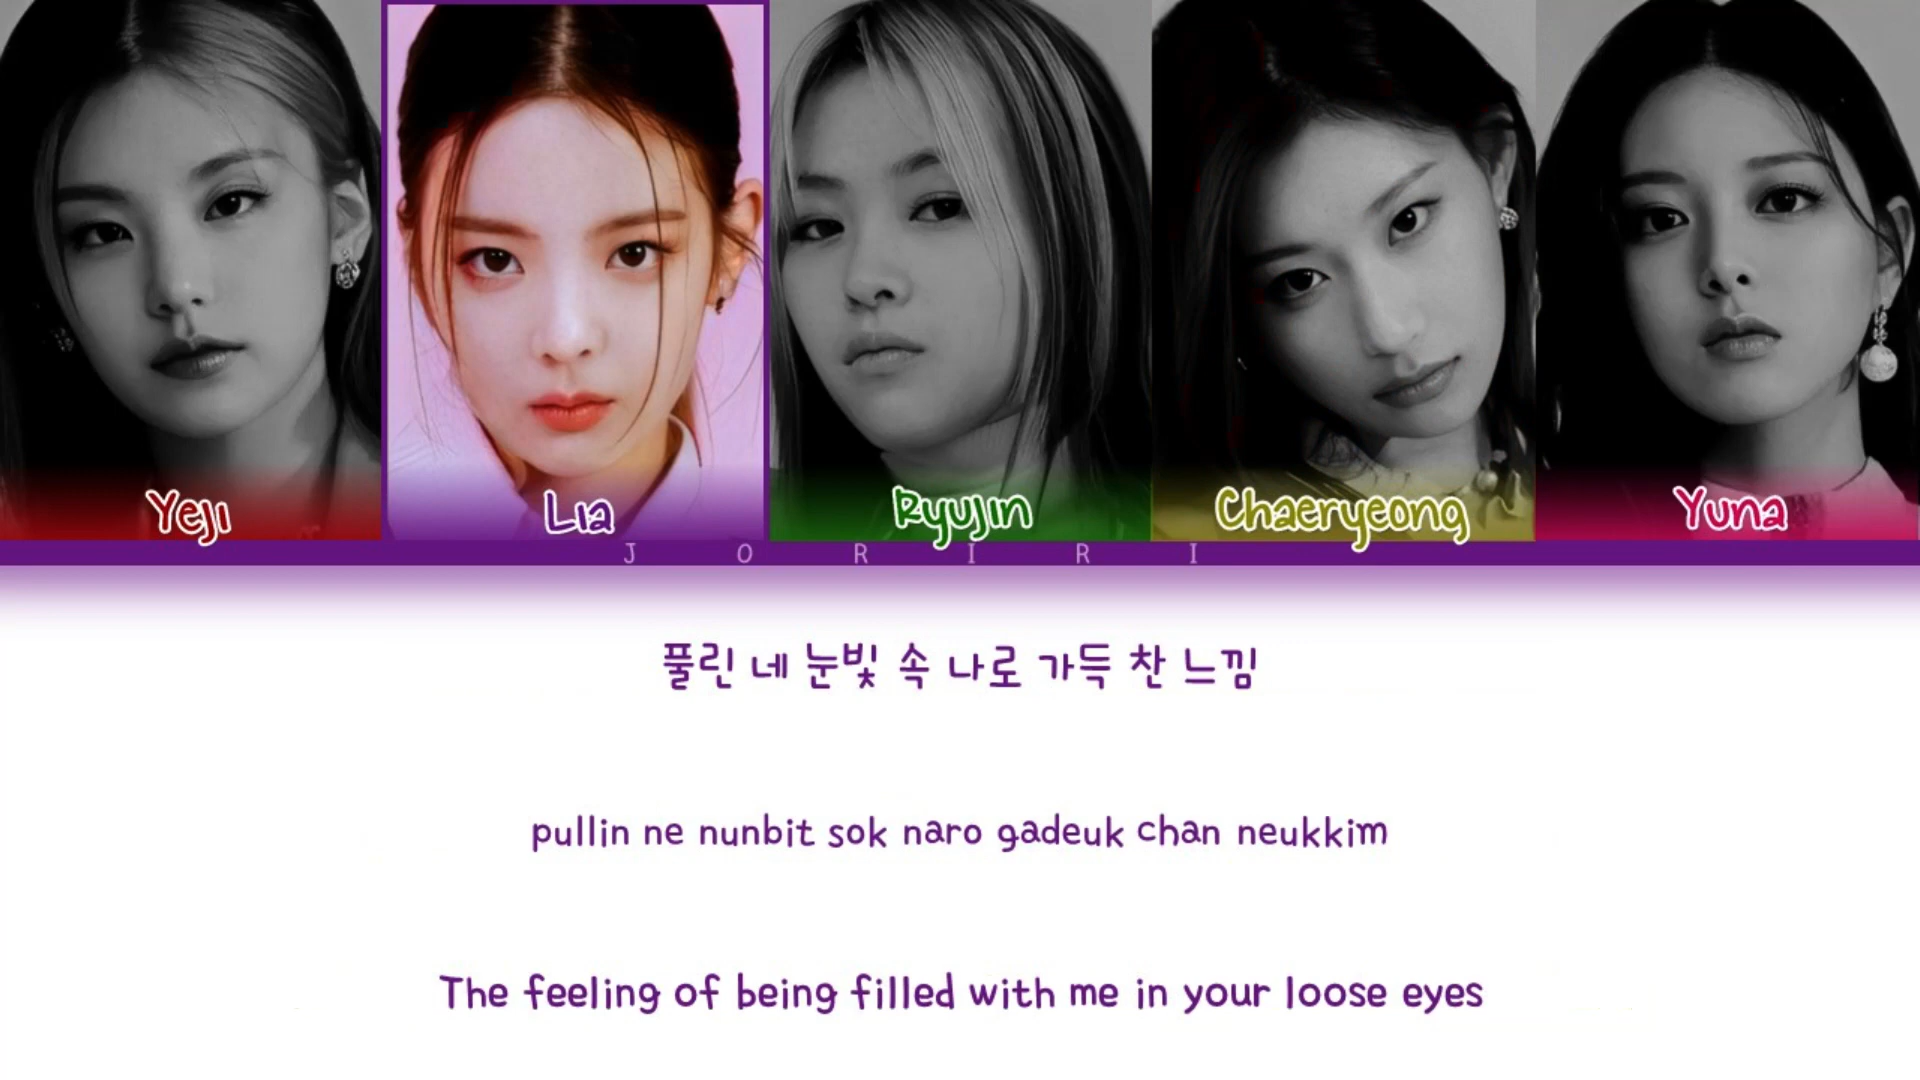 Yeji Lia Ryujin Chaeryeong Yuna
J O R I R I
풀린 네 눈빛 속 나로 가득 찬 느낌
pullin ne nunbit sok naro gadeuk chan neukkim
The feeling of being filled with me in your loose eyes